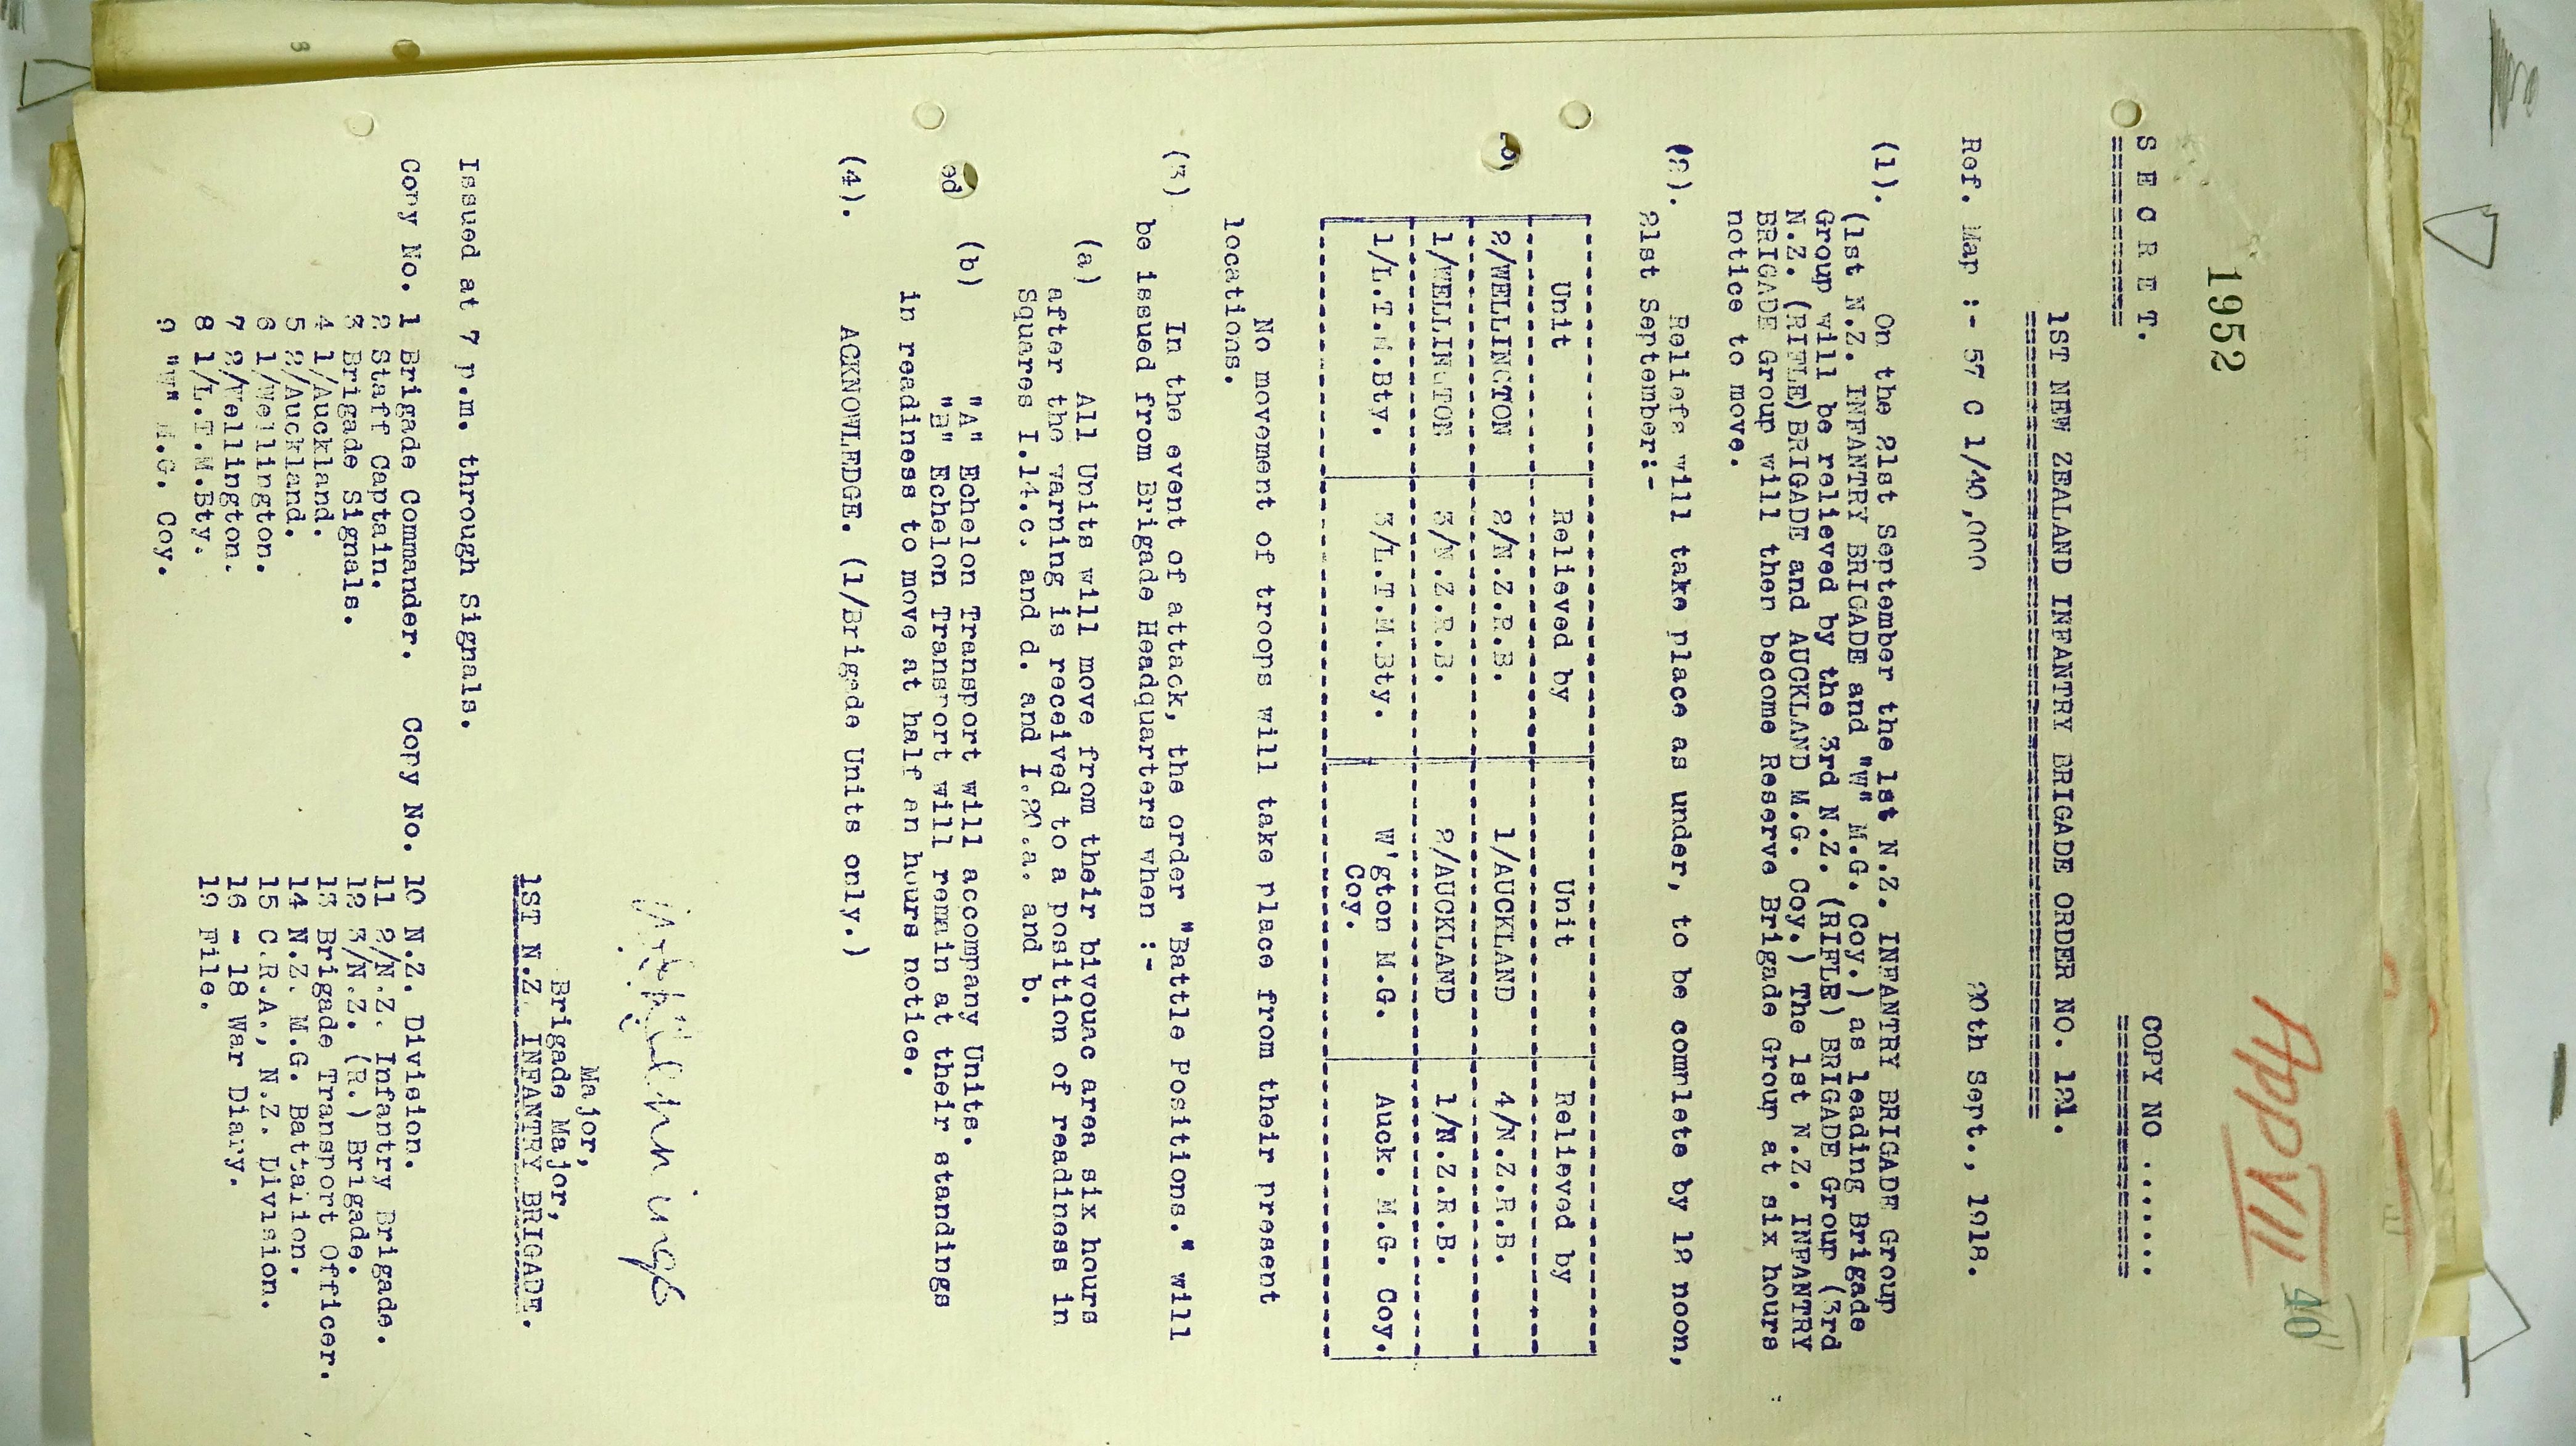 1952
App VII
40
S E C R E T.
COPY NO .......
1ST NEW ZEALAND INFANTRY BRIGADE ORDER NO. 121.
Ref. Map :- 57 C 1/40,000
20th Sept., 1918.
(1). On the 21st September the 1st N.Z. INFANTRY BRIGADE Group
(1st N.Z. INFANTRY BRIGADE and "W" M.G. Coy.) as leading Brigade
Group will be relieved by the 3rd N.Z. (RIFLE) BRIGADE Group (3rd
N.Z. (RIFLE) BRIGADE and AUCKLAND M.G. Coy.) The 1st N.Z. INFANTRY
BRIGADE Group will then become Reserve Brigade Group at six hours
notice to move.
(2). Reliefs will take place as under, to be complete by 12 noon,
21st September:-
Unit Relieved by Unit Relieved by
2/WELLINGTON 2/N.Z.R.B. 1/AUCKLAND 4/N.Z.R.B.
1/WELLINGTON 3/N.Z.R.B. 2/AUCKLAND 1/N.Z.R.B.
1/L.T.M.Bty. 3/L.T.M.Bty. W'gton M.G. Auck. M.G. Coy.
Coy.
No movement of troops will take place from their present
locations.
(3) In the event of attack, the order "Battle Positions." will
be issued from Brigade Headquarters when :-
(a) All Units will move from their bivouac area six hours
after the warning is received to a position of readiness in
Squares I.14.c. and d. and I.20.a. and b.
(b) "A" Echelon Transport will accompany Units.
ed "B" Echelon Transport will remain at their standings
in readiness to move at half an hours notice.
(4). ACKNOWLEDGE. (1/Brigade Units only.)
Major,
Brigade Major,
1ST N.Z. INFANTRY BRIGADE.
Issued at 7 p.m. through Signals.
Copy No. 1 Brigade Commander. Copy No. 10 N.Z. Division.
2 Staff Captain. 11 2/N.Z. Infantry Brigade.
3 Brigade Signals. 12 3/N.Z. (R.) Brigade.
4 1/Auckland. 13 Brigade Transport Officer.
5 2/Auckland. 14 N.Z. M.G. Battalion.
6 1/Wellington. 15 C.R.A., N.Z. Division.
7 2/Wellington. 16 - 18 War Diary.
8 1/L.T.M.Bty. 19 File.
9 "W" M.G. Coy.